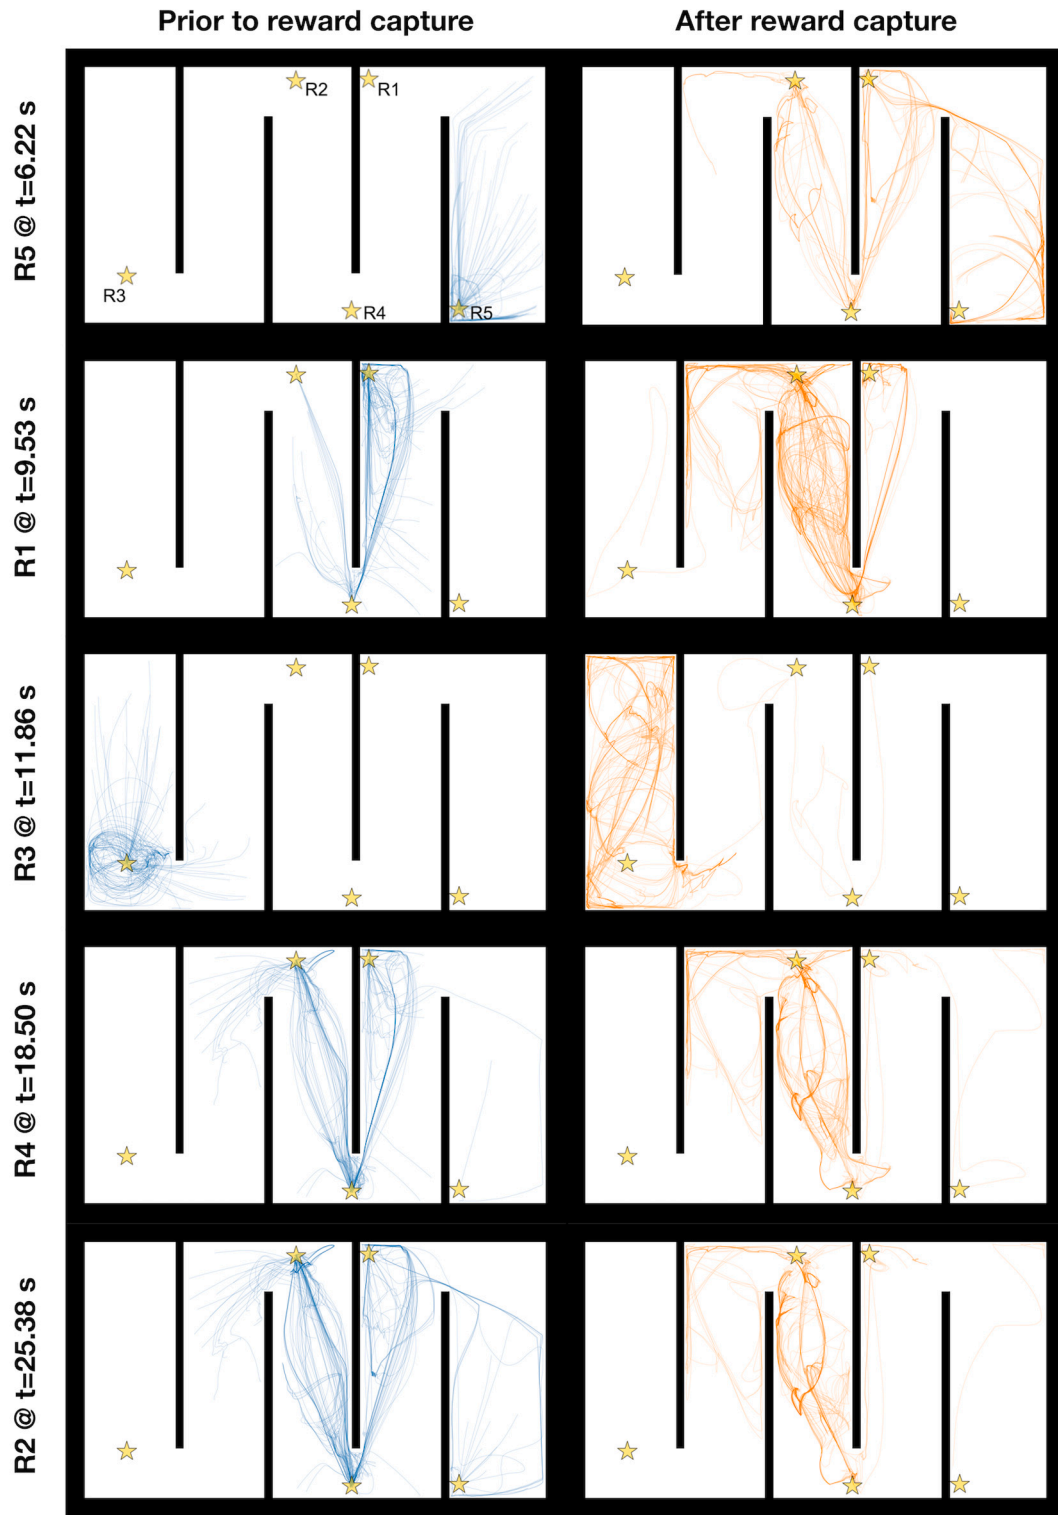 Prior to reward capture
After reward capture
R5 @ t=6.22 s
R2
R1
R3
R4
R5
R1 @ t=9.53 s
R3 @ t=11.86 s
R4 @ t=18.50 s
R2 @ t=25.38 s